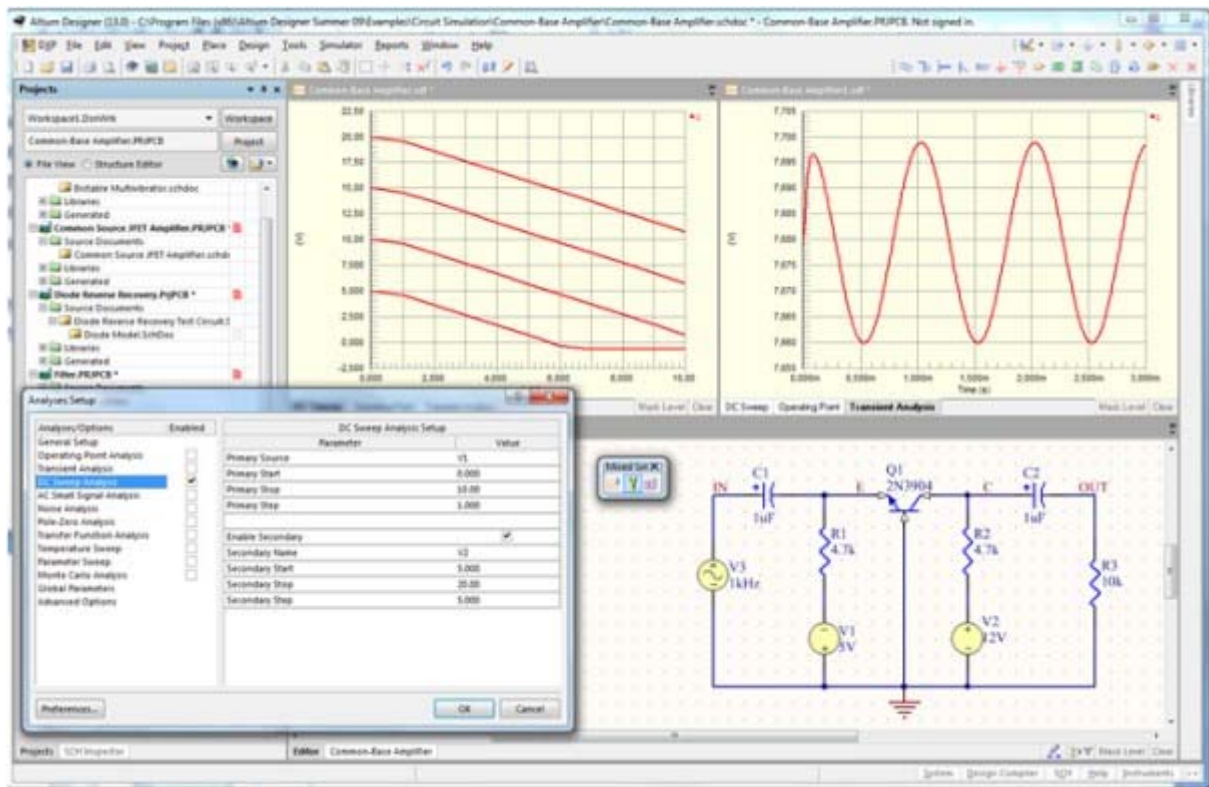 Altium Designer (13.0) - C:\Program Files (x86)\Altium Designer Summer 09\Examples\Circuit Simulation\Common-Base Amplifier\Common-Base Amplifier.schdoc * - Common-Base Amplifier.PRJPCB. Not signed in.
DXP File Edit View Project Place Design Tools Simulator Reports Window Help
Projects
Workspace1.DsnWrk Workspace
Common-Base Amplifier.PRJPCB Project
File View Structure Editor
Bistable Multivibrator.schdoc
Libraries
Generated
Common Source JFET Amplifier.PRJPCB
Source Documents
Common Source JFET Amplifier.schd
Libraries
Generated
Diode Reverse Recovery.PrjPCB *
Source Documents
Diode Reverse Recovery Test Circuit.S
Diode Model.SchDoc
Libraries
Generated
Filter.PRJPCB *
Common-Base Amplifier.sdf *
22.50
20.00
17.50
15.00
12.50
10.00
7.500
5.000
2.500
0.000
-2.500
(V)
0.000 2.000 4.000 6.000 8.000 10.00
Mask Level Clear
7.705
7.695
7.690
7.685
7.680
7.675
7.670
7.665
7.655
(V)
0.000m 0.500m 1.000m 1.500m 2.000m 2.500m 3.000m
Time (s)
DC Sweep Operating Point Transient Analysis Mask Level Clear
Libraries
Analyses Setup
Analyses/Options Enabled
General Setup
Operating Point Analysis
Transient Analysis
DC Sweep Analysis
AC Small Signal Analysis
Noise Analysis
Pole-Zero Analysis
Transfer Function Analysis
Temperature Sweep
Parameter Sweep
Monte Carlo Analysis
Global Parameters
Advanced Options
DC Sweep Analysis Setup
Parameter Value
Primary Source V1
Primary Start 0.000
Primary Stop 10.00
Primary Step 1.000
Enable Secondary
Secondary Name V2
Secondary Start 5.000
Secondary Stop 20.00
Secondary Step 5.000
Preferences... OK Cancel
Mixed Sim
IN C1 1uF E Q1 2N3904 C C2 1uF OUT
R1 4.7k
R2 4.7k
R3 10k
V3 1kHz
V1 5V
V2 12V
Projects SCH Inspector
Editor Common-Base Amplifier Mask Level Clear
System Design Compiler SCH Help Instruments >>